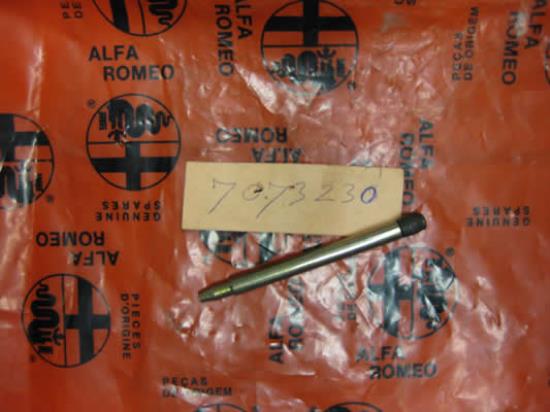 ALFA
ROMEO
ALFA
ROMEO
PEÇAS
DE ORIGEM
7073230
GENUINE
SPARES
ALFA
ROMEO
GENUINE
SPARES
ALFA
ROMEO
PIECES
D'ORIGINE
ALFA
ROMEO
ALFA
ROMEO
PEÇAS
DE ORIGEM